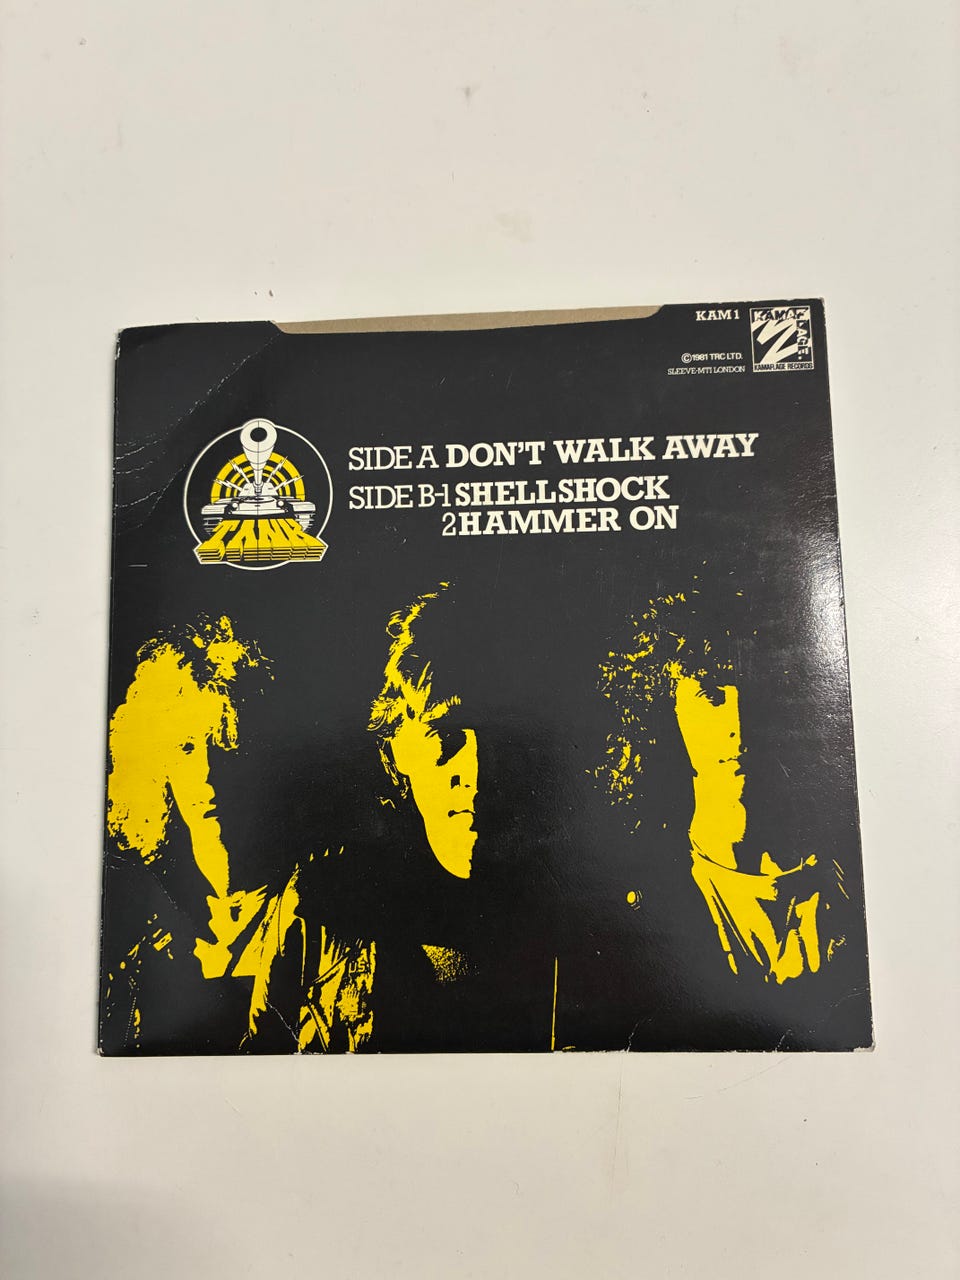 KAM 1
KAMAFLAGE
KAMAFLAGE RECORDS
©1981 TRC LTD.
SLEEVE-MTI LONDON
TANK
SIDE A DON'T WALK AWAY
SIDE B-1 SHELLSHOCK
2 HAMMER ON
US